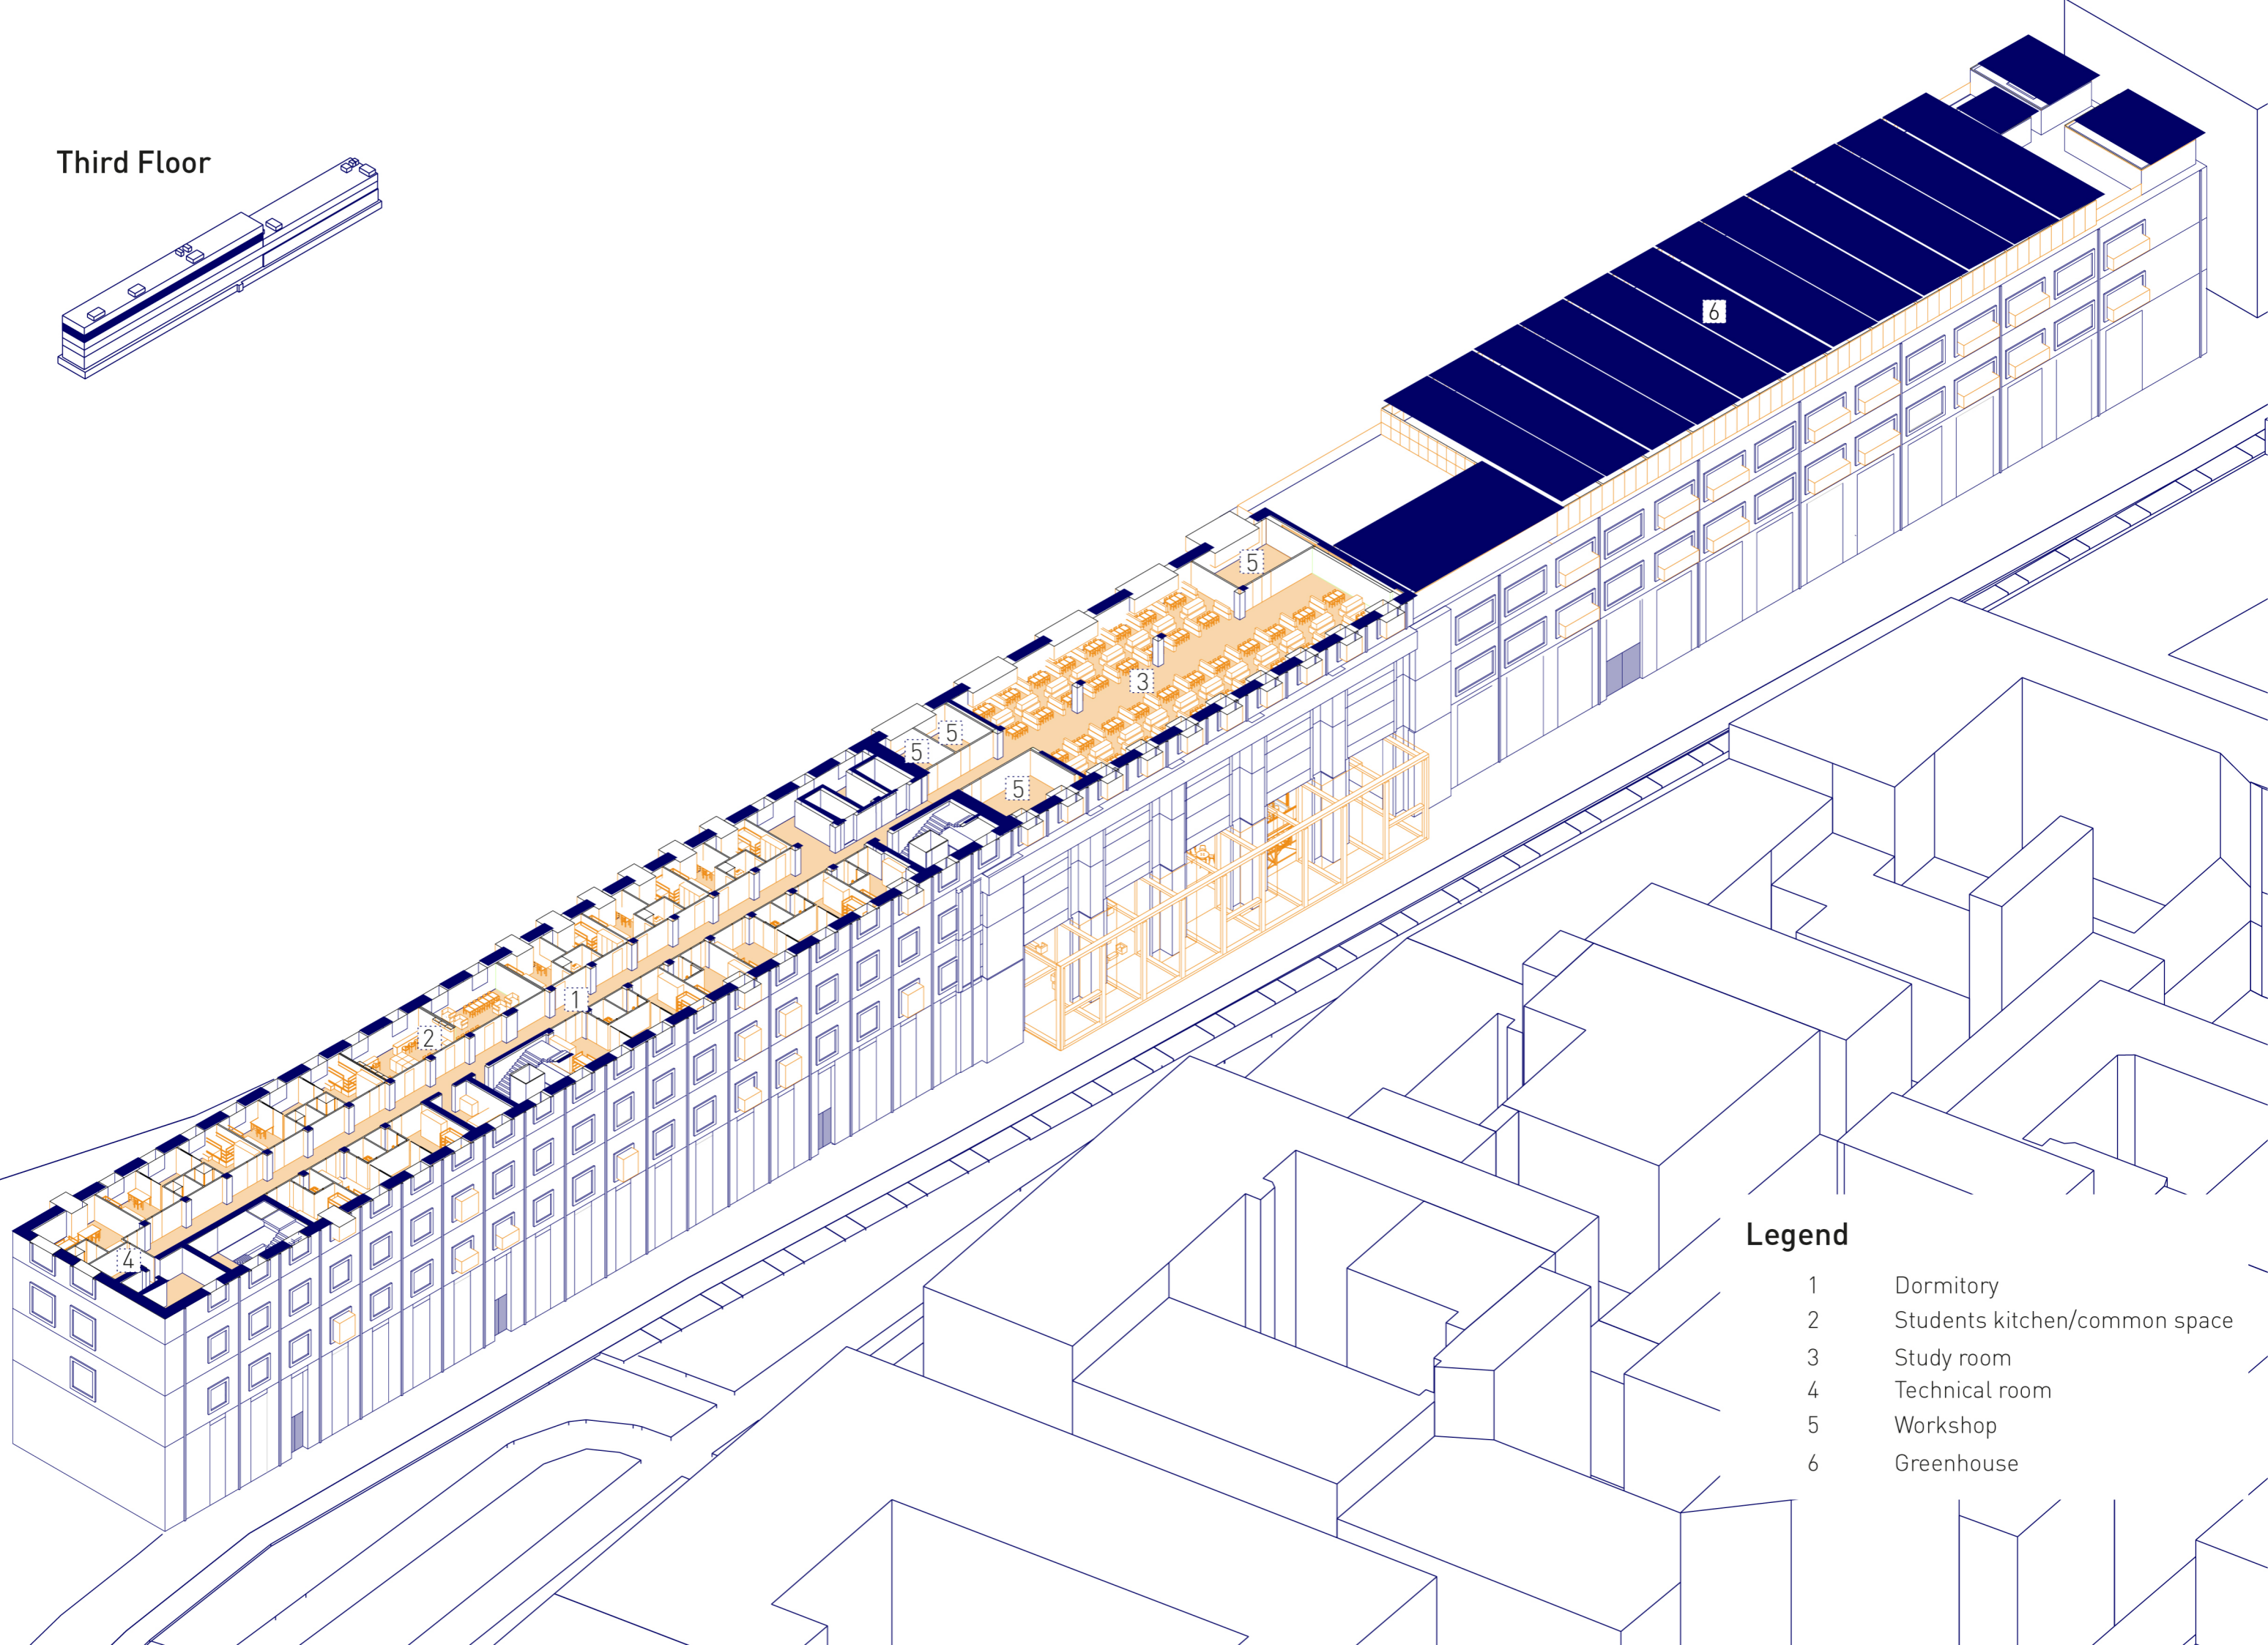 Third Floor
6
5
3
5
5
5
1
2
4
Legend
1 Dormitory
2 Students kitchen/common space
3 Study room
4 Technical room
5 Workshop
6 Greenhouse